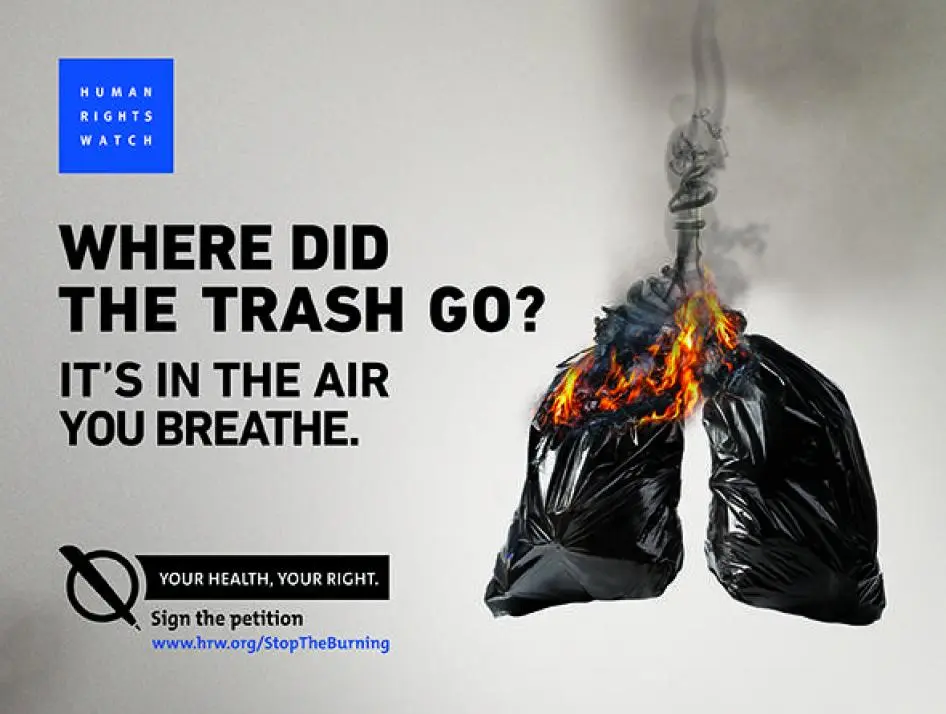 HUMAN
RIGHTS
WATCH
WHERE DID
THE TRASH GO?
IT'S IN THE AIR
YOU BREATHE.
YOUR HEALTH, YOUR RIGHT.
Sign the petition
www.hrw.org/StopTheBurning